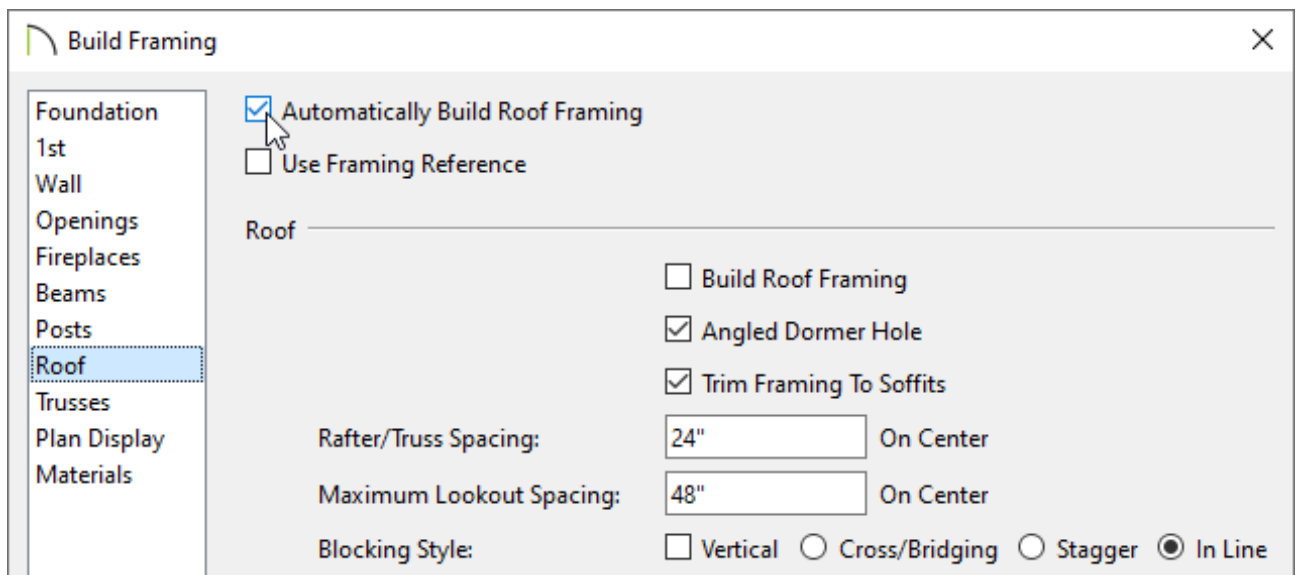 Build Framing
Foundation
1st
Wall
Openings
Fireplaces
Beams
Posts
Roof
Trusses
Plan Display
Materials
Automatically Build Roof Framing
Use Framing Reference
Roof
Build Roof Framing
Angled Dormer Hole
Trim Framing To Soffits
Rafter/Truss Spacing: 24" On Center
Maximum Lookout Spacing: 48" On Center
Blocking Style: Vertical Cross/Bridging Stagger In Line